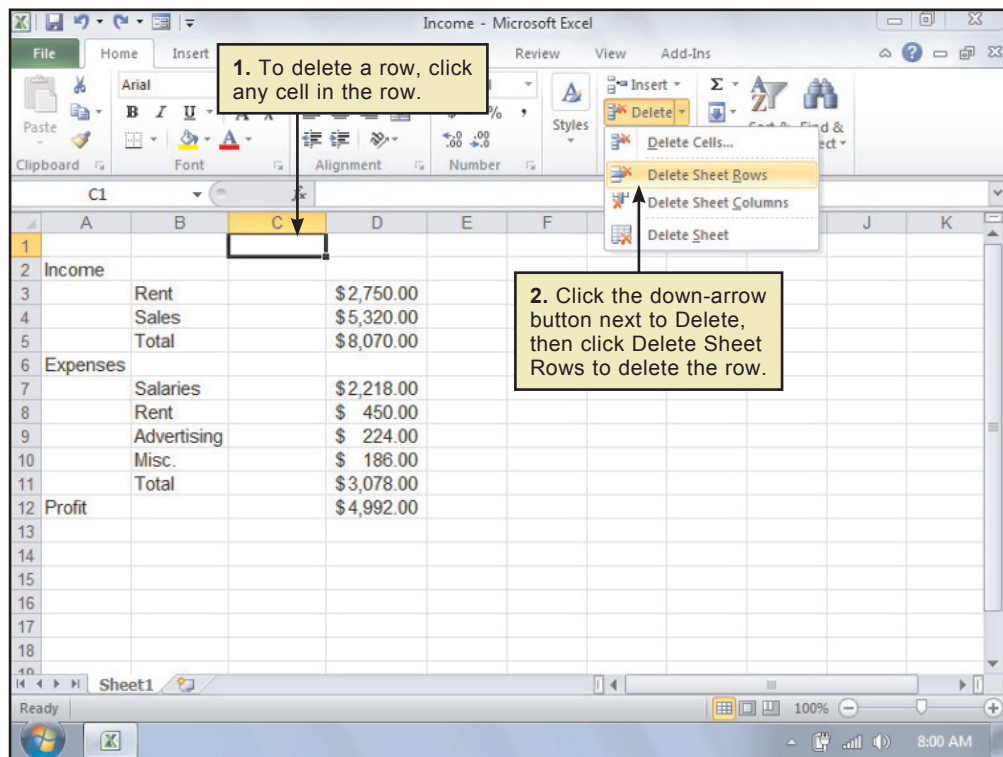 Income - Microsoft Excel
File Home Insert Review View Add-Ins
1. To delete a row, click
any cell in the row.
Arial
B I U
A
%
,
Paste
Styles
Insert
Delete
Σ
Clipboard Font Alignment Number
Delete Cells...
Delete Sheet Rows
Delete Sheet Columns
Delete Sheet
C1
fx
A B C D E F J K
1
2 Income
3 Rent $2,750.00
4 Sales $5,320.00
5 Total $8,070.00
6 Expenses
7 Salaries $2,218.00
8 Rent $ 450.00
9 Advertising $ 224.00
10 Misc. $ 186.00
11 Total $3,078.00
12 Profit $4,992.00
13
14
15
16
17
18
2. Click the down-arrow
button next to Delete,
then click Delete Sheet
Rows to delete the row.
Sheet1
Ready 100%
8:00 AM